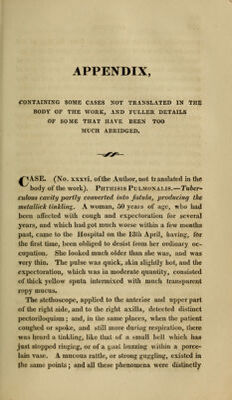 APPENDIX,
CONTAINING SOME CASES NOT TRANSLATED IN THE
BODY OF THE WORK, AND FULLER DETAILS
OF SOME THAT HAVE BEEN TOO
MUCH ABRIDGED.
CASE. (No. xxxvi. of the Author, not translated in the
body of the work). PHTHISIS PULMONALIS.—Tuber-
culous cavity partly converted into fistula, producing the
metallick tinkling. A woman, 50 years of age, who had
been affected with cough and expectoration for several
years, and which had got much worse within a few months
past, came to the Hospital on the 13th April, having, for
the first time, been obliged to desist from her ordinary oc-
cupation. She looked much older than she was, and was
very thin. The pulse was quick, skin slightly hot, and the
expectoration, which was in moderate quantity, consisted
of thick yellow sputa intermixed with much transparent
ropy mucus.
The stethoscope, applied to the anterior and upper part
of the right side, and to the right axilla, detected distinct
pectoriloquism; and, in the same places, when the patient
coughed or spoke, and still more during respiration, there
was heard a tinkling, like that of a small bell which has
just stopped ringing, or of a gnat buzzing within a porce-
lain vase. A mucous rattle, or strong guggling, existed in
the same points; and all these phenomena were distinctly